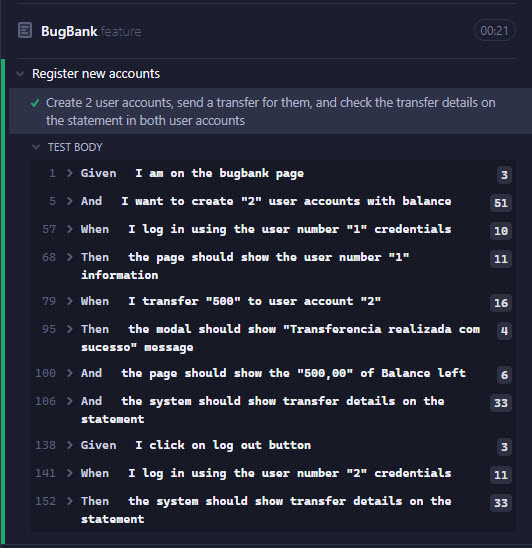 BugBank.feature 00:21
Register new accounts
Create 2 user accounts, send a transfer for them, and check the transfer details on
the statement in both user accounts
TEST BODY
1 Given I am on the bugbank page 3
5 And I want to create "2" user accounts with balance 51
57 When I log in using the user number "1" credentials 10
68 Then the page should show the user number "1" 11
information
79 When I transfer "500" to user account "2" 16
95 Then the modal should show "Transferencia realizada com 4
sucesso" message
100 And the page should show the "500,00" of Balance left 6
106 And the system should show transfer details on the 33
statement
138 Given I click on log out button 3
141 When I log in using the user number "2" credentials 11
152 Then the system should show transfer details on the 33
statement